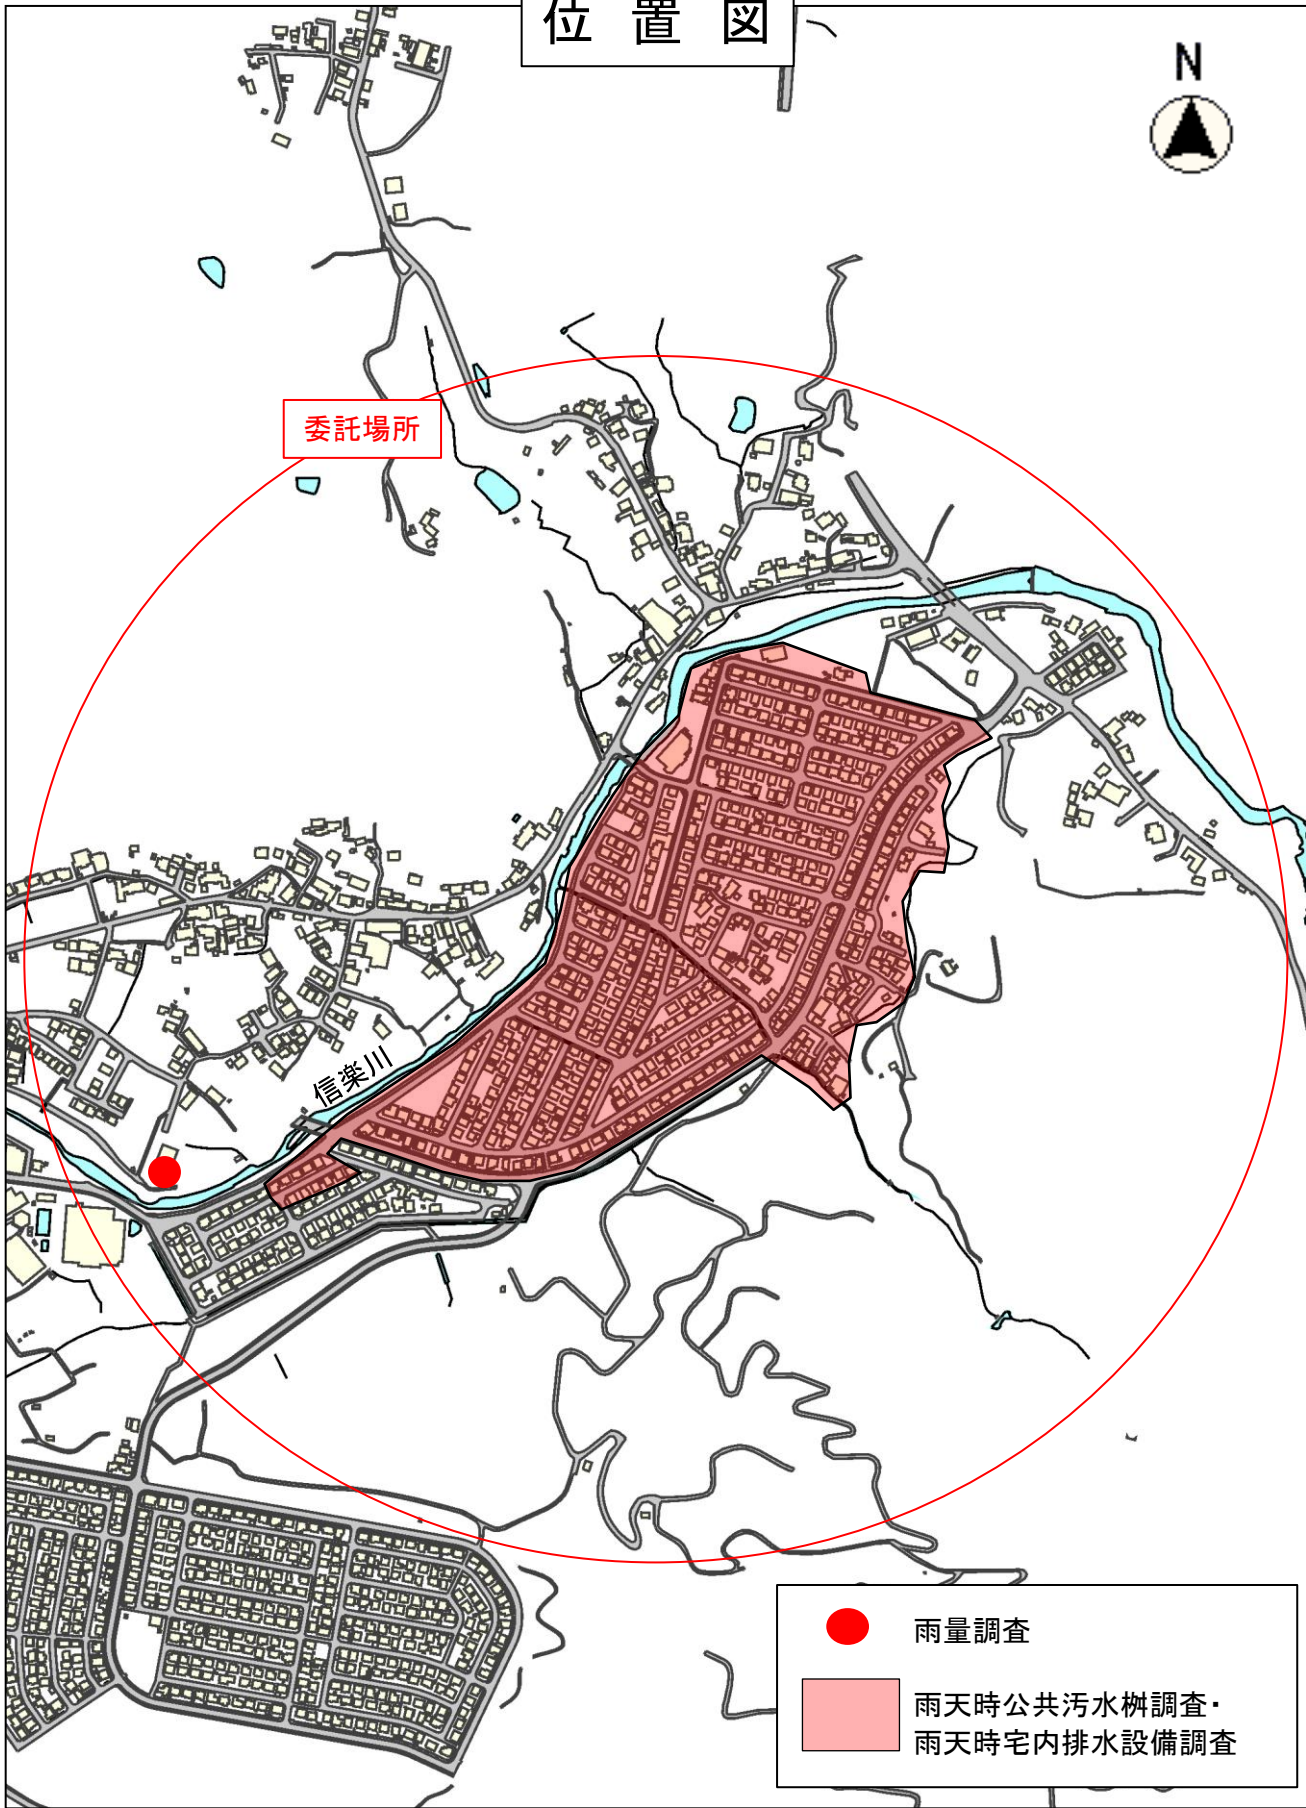 位置図
N
委託場所
信楽川
雨量調査
雨天時公共汚水桝調査・
雨天時宅内排水設備調査